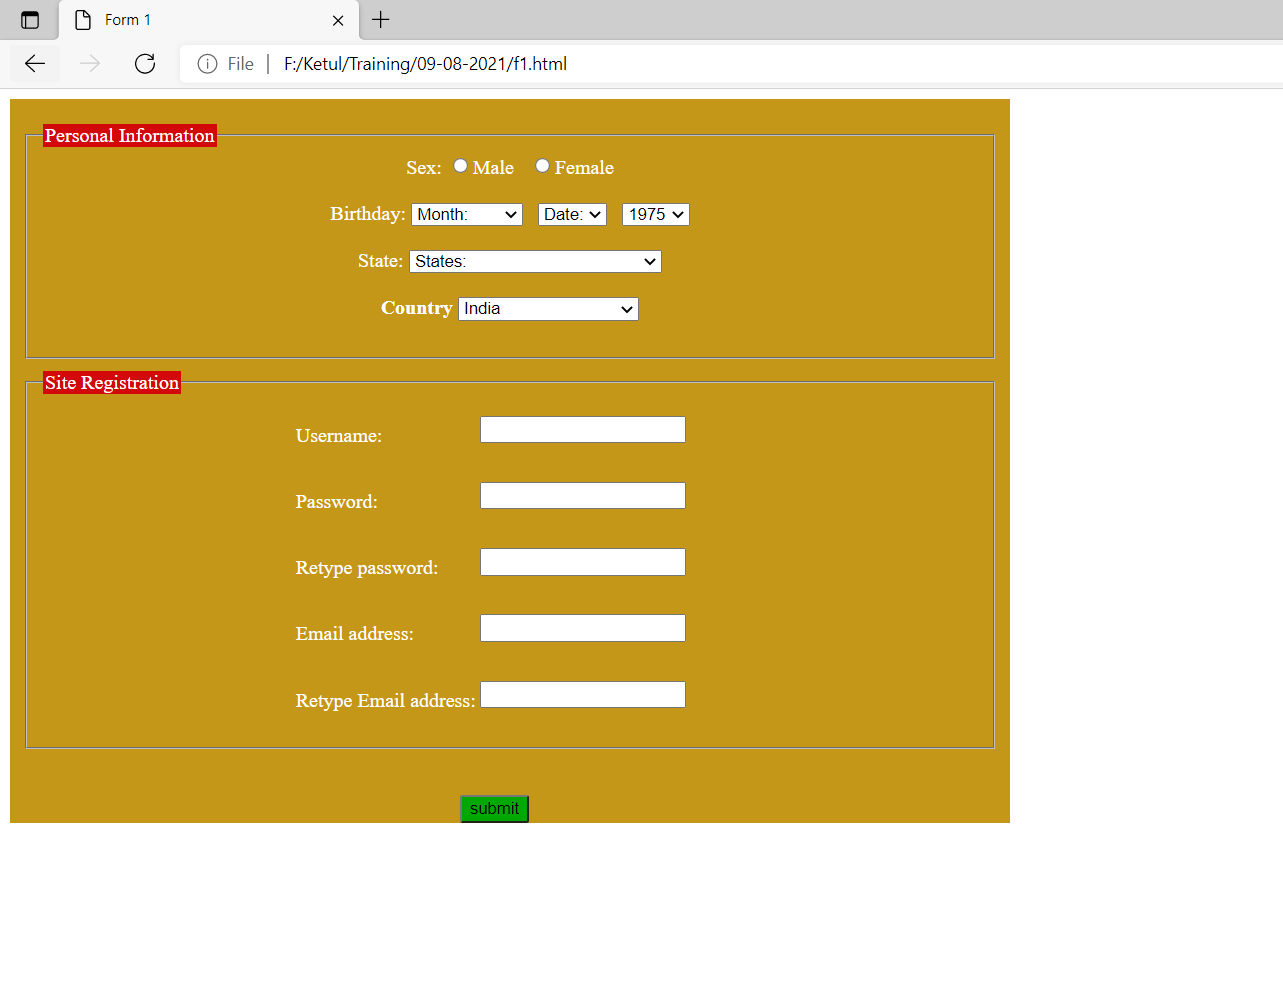 Form 1
File F:/Ketul/Training/09-08-2021/f1.html
Personal Information
Sex: Male Female
Birthday: Month: Date: 1975
State: States:
Country India
Site Registration
Username:
Password:
Retype password:
Email address:
Retype Email address:
submit